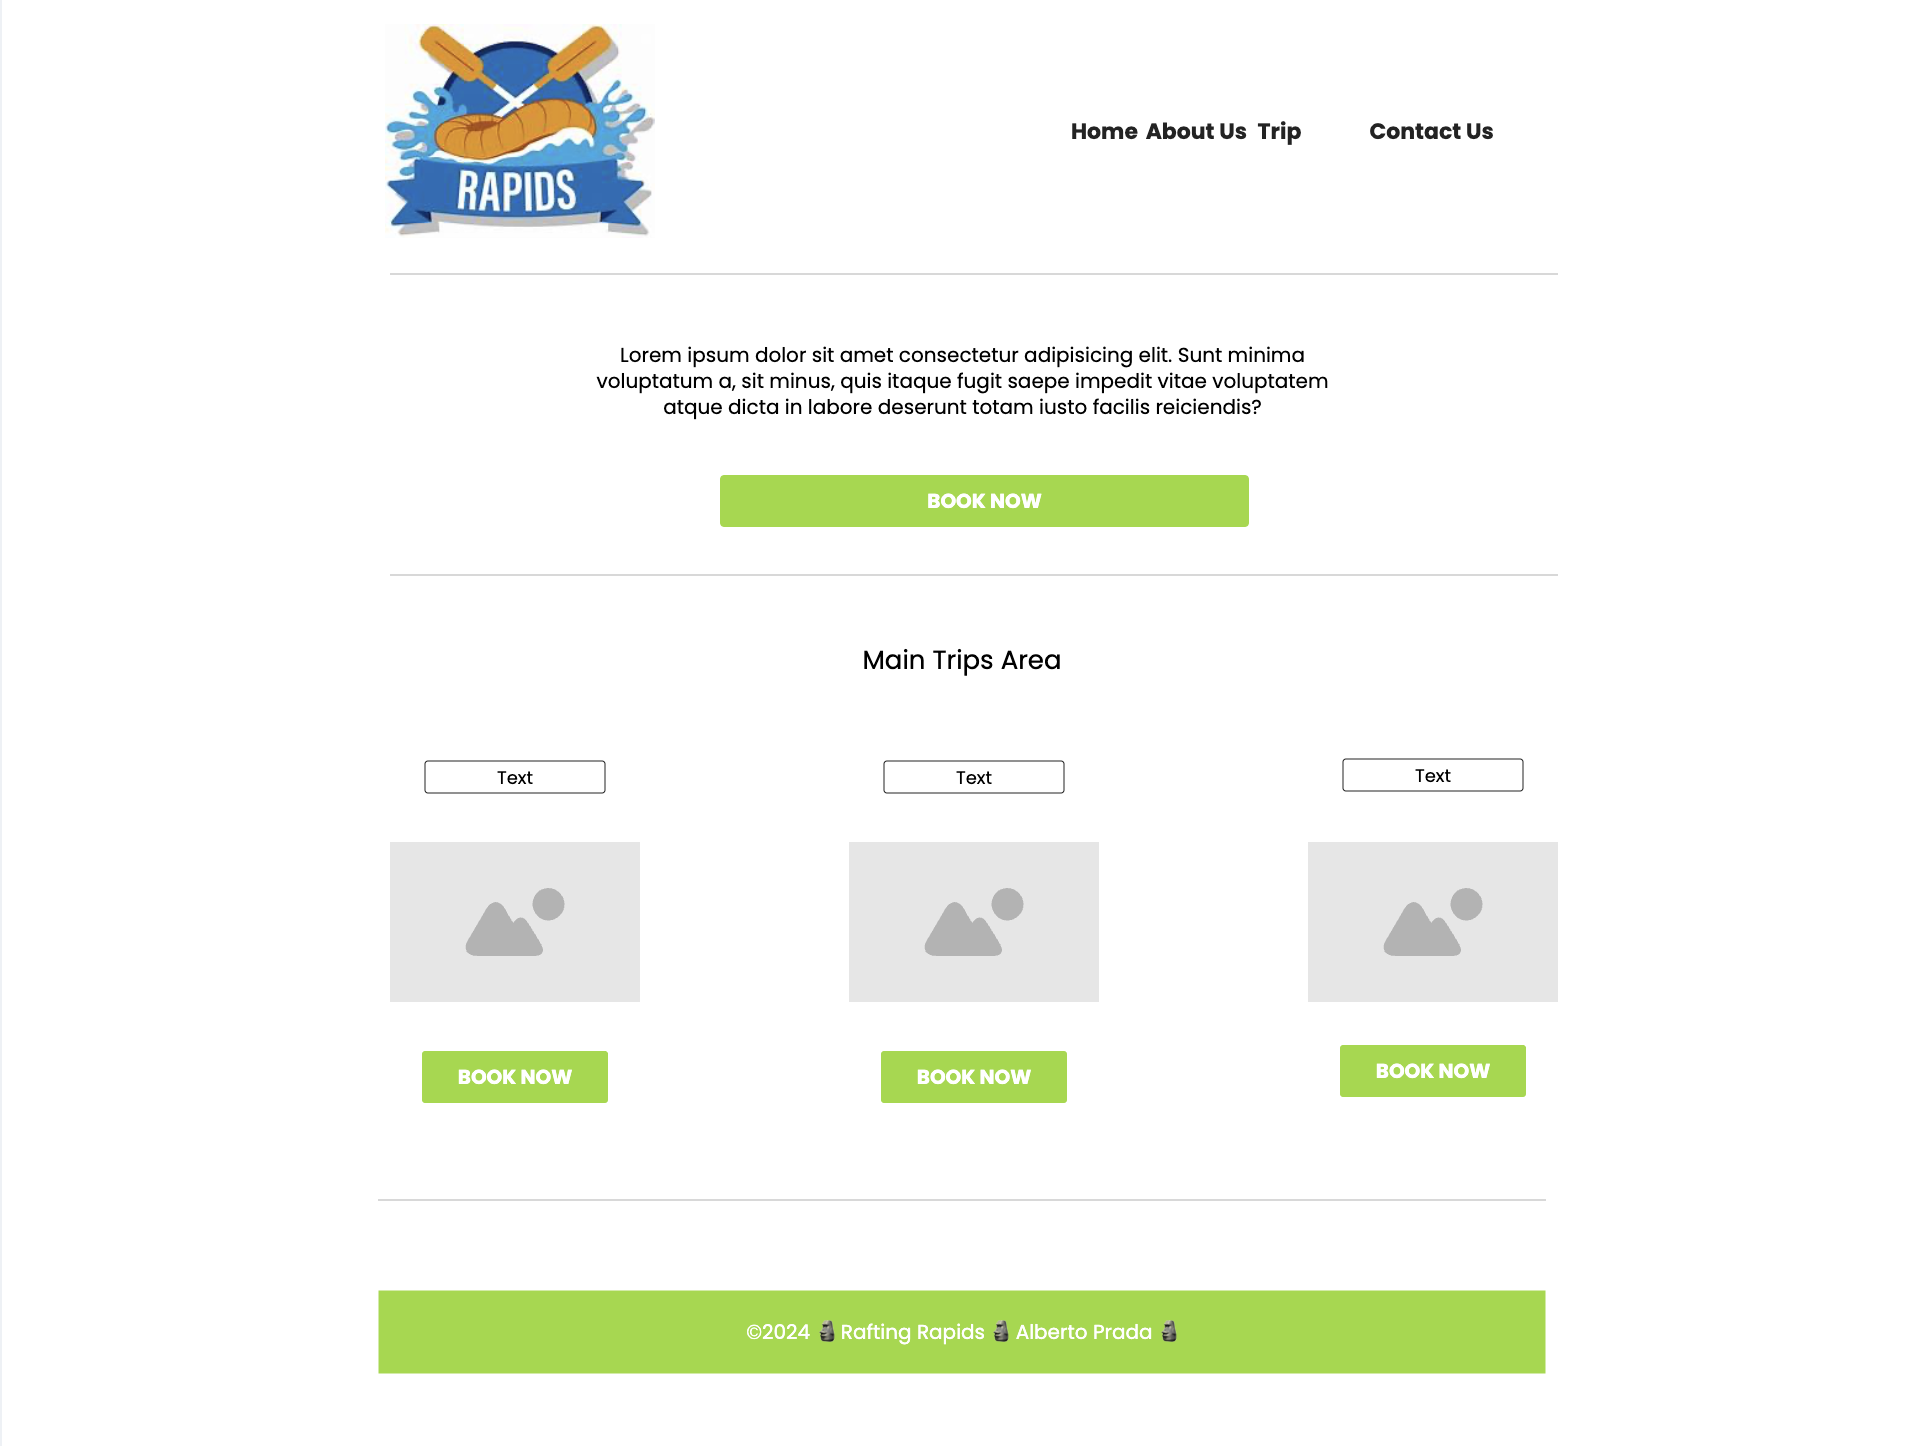 RAPIDS
Home About Us Trip Contact Us
Lorem ipsum dolor sit amet consectetur adipisicing elit. Sunt minima
voluptatum a, sit minus, quis itaque fugit saepe impedit vitae voluptatem
atque dicta in labore deserunt totam iusto facilis reiciendis?
BOOK NOW
Main Trips Area
Text
Text
Text
BOOK NOW
BOOK NOW
BOOK NOW
©2024 🗿 Rafting Rapids 🗿 Alberto Prada 🗿